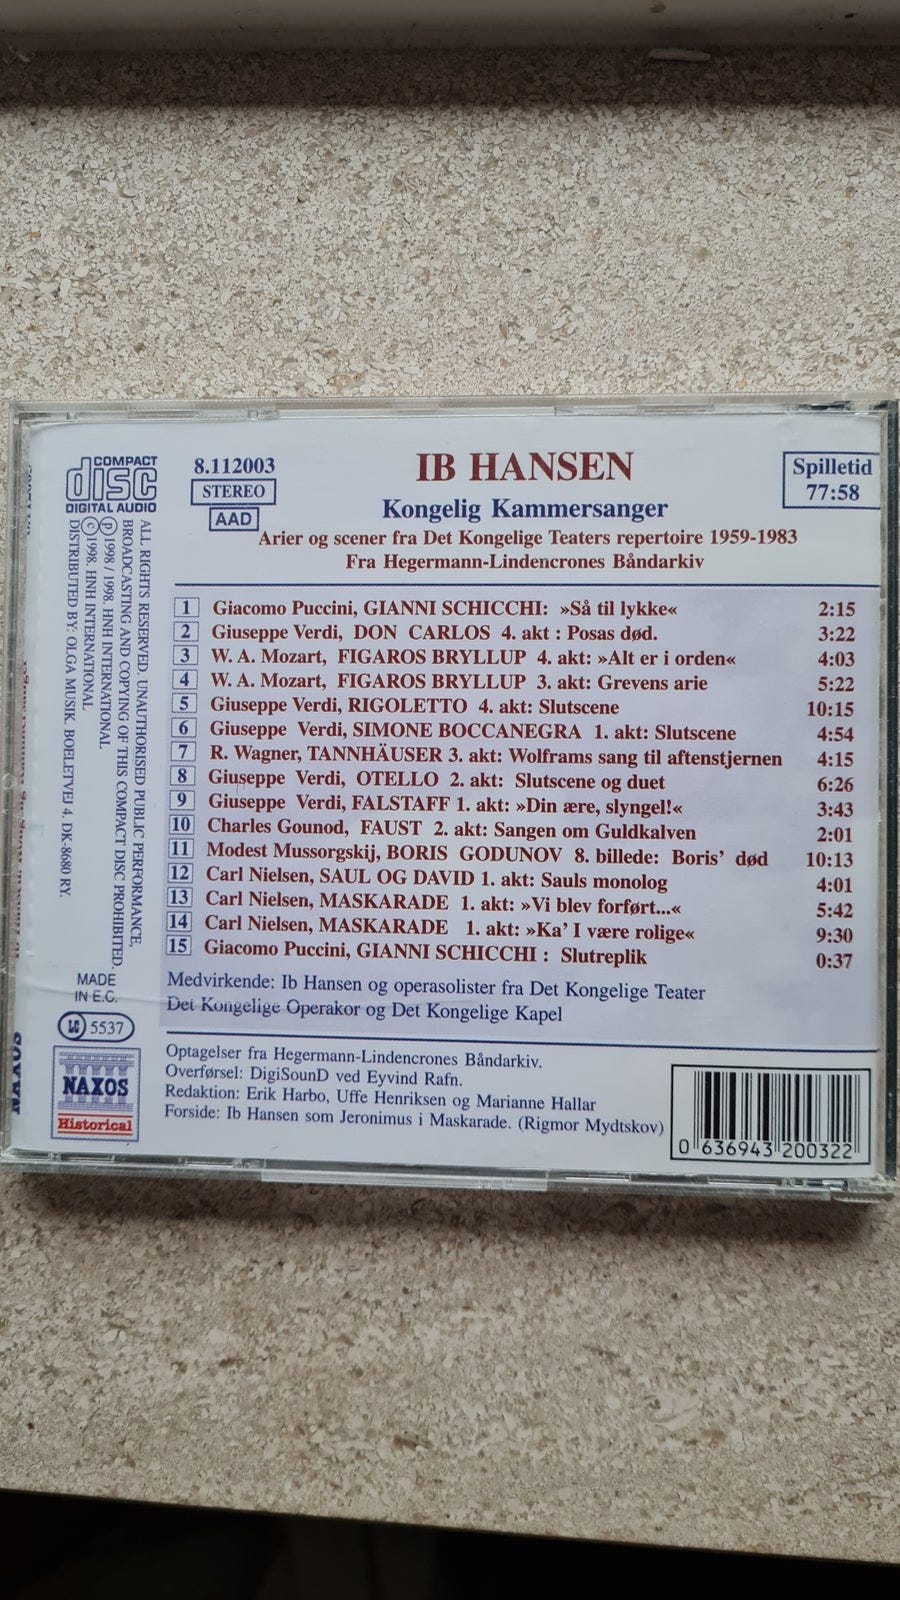 COMPACT
disc
DIGITAL AUDIO
8.112003
STEREO
AAD
IB HANSEN
Kongelig Kammersanger
Arier og scener fra Det Kongelige Teaters repertoire 1959-1983
Fra Hegermann-Lindencrones Båndarkiv
Spilletid
77:58
1 Giacomo Puccini, GIANNI SCHICCHI: »Så til lykke« 2:15
2 Giuseppe Verdi, DON CARLOS 4. akt : Posas død. 3:22
3 W. A. Mozart, FIGAROS BRYLLUP 4. akt: »Alt er i orden« 4:03
4 W. A. Mozart, FIGAROS BRYLLUP 3. akt: Grevens arie 5:22
5 Giuseppe Verdi, RIGOLETTO 4. akt: Slutscene 10:15
6 Giuseppe Verdi, SIMONE BOCCANEGRA 1. akt: Slutscene 4:54
7 R. Wagner, TANNHÄUSER 3. akt: Wolframs sang til aftenstjernen 4:15
8 Giuseppe Verdi, OTELLO 2. akt: Slutscene og duet 6:26
9 Giuseppe Verdi, FALSTAFF 1. akt: »Din ære, slyngel!« 3:43
10 Charles Gounod, FAUST 2. akt: Sangen om Guldkalven 2:01
11 Modest Mussorgskij, BORIS GODUNOV 8. billede: Boris' død 10:13
12 Carl Nielsen, SAUL OG DAVID 1. akt: Sauls monolog 4:01
13 Carl Nielsen, MASKARADE 1. akt: »Vi blev forført...« 5:42
14 Carl Nielsen, MASKARADE 1. akt: »Ka' I være rolige« 9:30
15 Giacomo Puccini, GIANNI SCHICCHI : Slutreplik 0:37
Medvirkende: Ib Hansen og operasolister fra Det Kongelige Teater
Det Kongelige Operakor og Det Kongelige Kapel
Optagelser fra Hegermann-Lindencrones Båndarkiv.
Overførsel: DigiSounD ved Eyvind Rafn.
Redaktion: Erik Harbo, Uffe Henriksen og Marianne Hallar
Forside: Ib Hansen som Jeronimus i Maskarade. (Rigmor Mydtskov)
0 636943 200322
ALL RIGHTS RESERVED. UNAUTHORISED PUBLIC PERFORMANCE,
BROADCASTING AND COPYING OF THIS COMPACT DISC PROHIBITED.
℗1998 / 1998. HNH INTERNATIONAL
©1998. HNH INTERNATIONAL
DISTRIBUTED BY: OLGA MUSIK. BOELETVEJ 4. DK-8680 RY.
MADE
IN E.C.
LC 5537
NAXOS
Historical
NAXOS